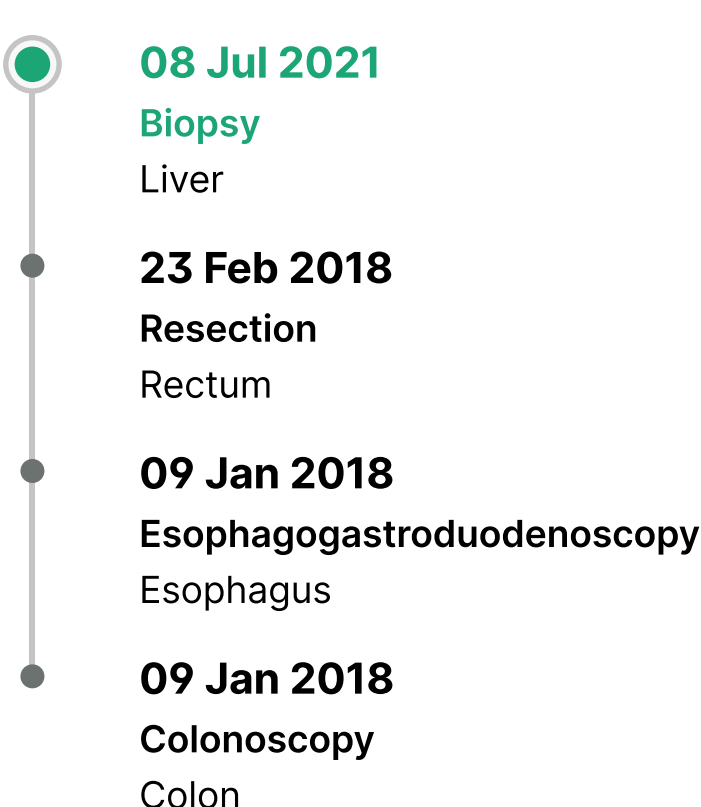 08 Jul 2021
Biopsy
Liver
23 Feb 2018
Resection
Rectum
09 Jan 2018
Esophagogastroduodenoscopy
Esophagus
09 Jan 2018
Colonoscopy
Colon